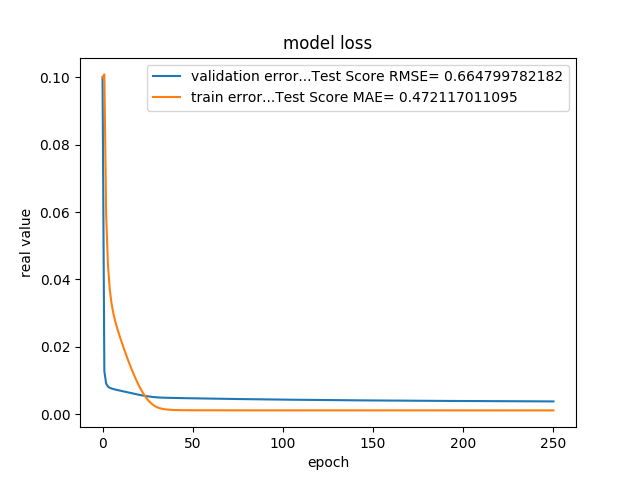 model loss
validation error...Test Score RMSE= 0.664799782182
train error...Test Score MAE= 0.472117011095
0.10
0.08
0.06
0.04
0.02
0.00
real value
0 50 100 150 200 250
epoch